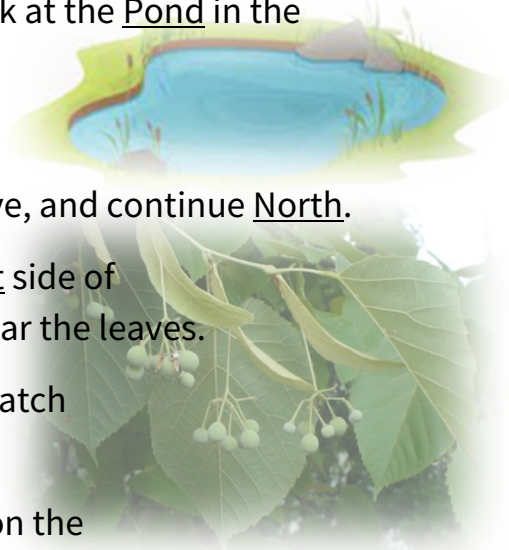 k at the Pond in the
ve, and continue North.
side of
ar the leaves.
atch
on the